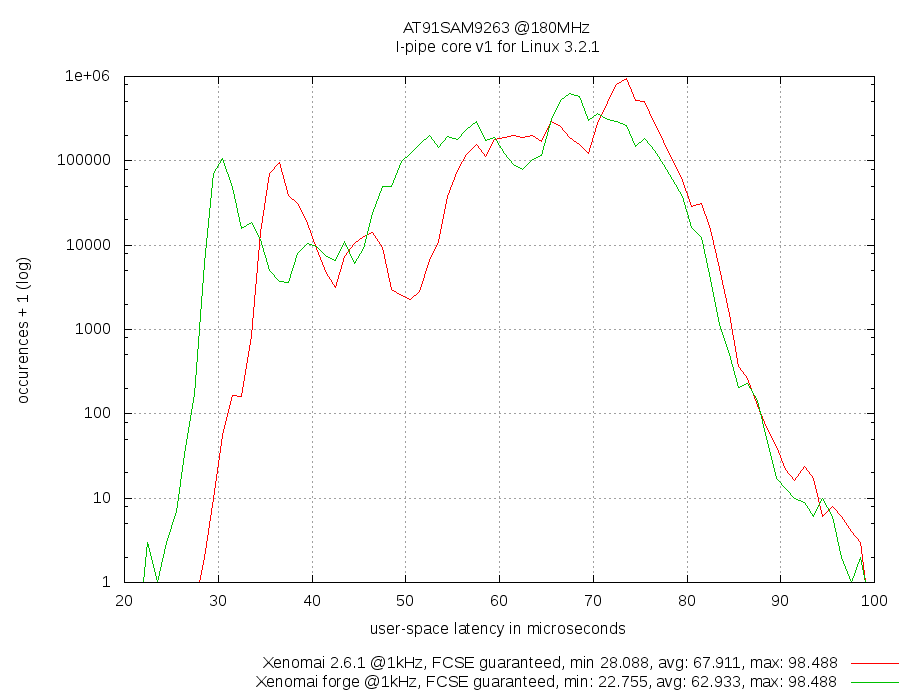 AT91SAM9263 @180MHz
I-pipe core v1 for Linux 3.2.1
1e+06
100000
10000
1000
100
10
1
occurences + 1 (log)
20 30 40 50 60 70 80 90 100
user-space latency in microseconds
Xenomai 2.6.1 @1kHz, FCSE guaranteed, min 28.088, avg: 67.911, max: 98.488
Xenomai forge @1kHz, FCSE guaranteed, min: 22.755, avg: 62.933, max: 98.488